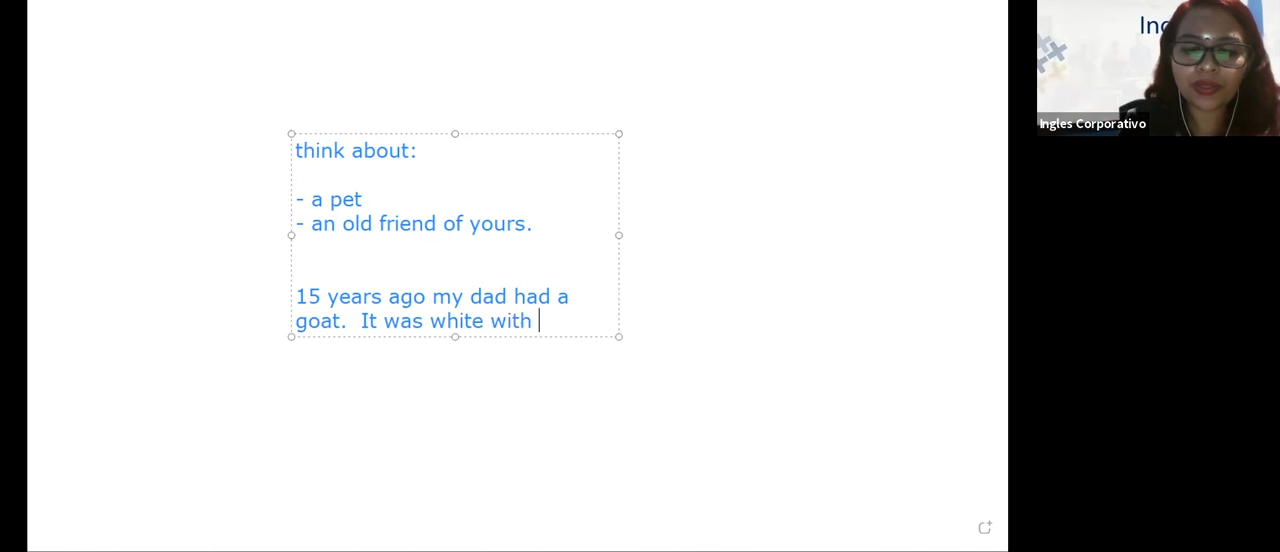 think about:
- a pet
- an old friend of yours.
15 years ago my dad had a
goat.  It was white with
Ingles Corporativo